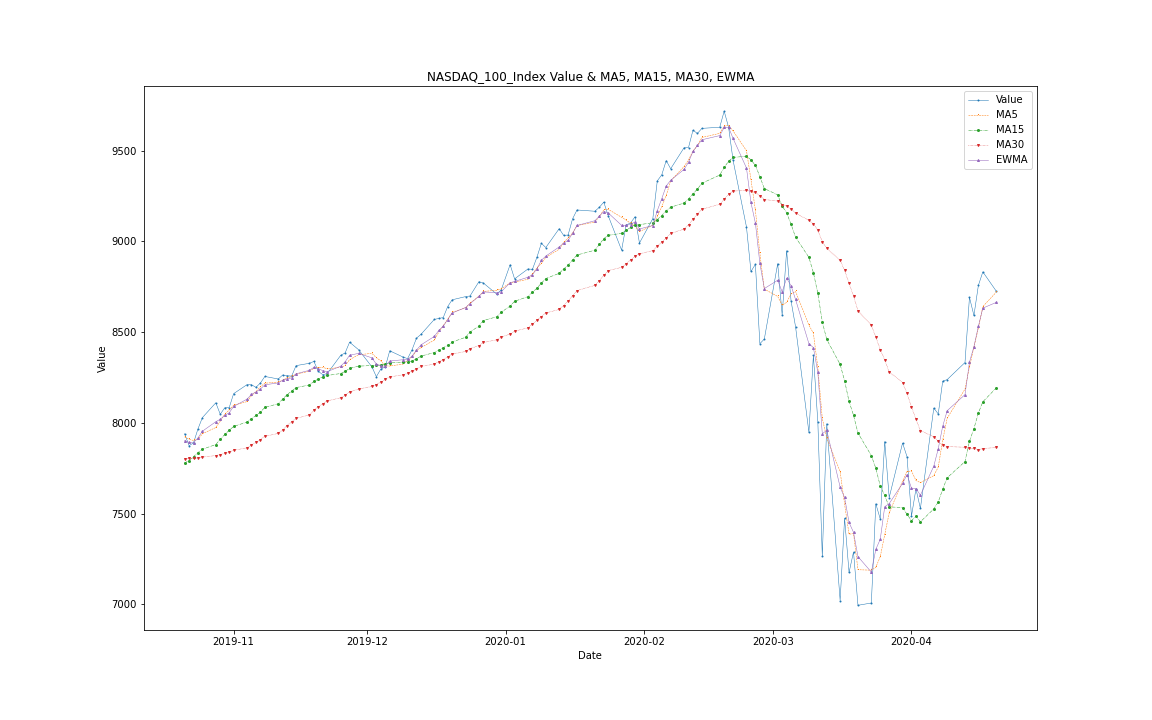 NASDAQ_100_Index Value & MA5, MA15, MA30, EWMA
Value
MA5
MA15
MA30
EWMA
9500
9000
8500
8000
7500
7000
Value
2019-11
2019-12
2020-01
2020-02
2020-03
2020-04
Date